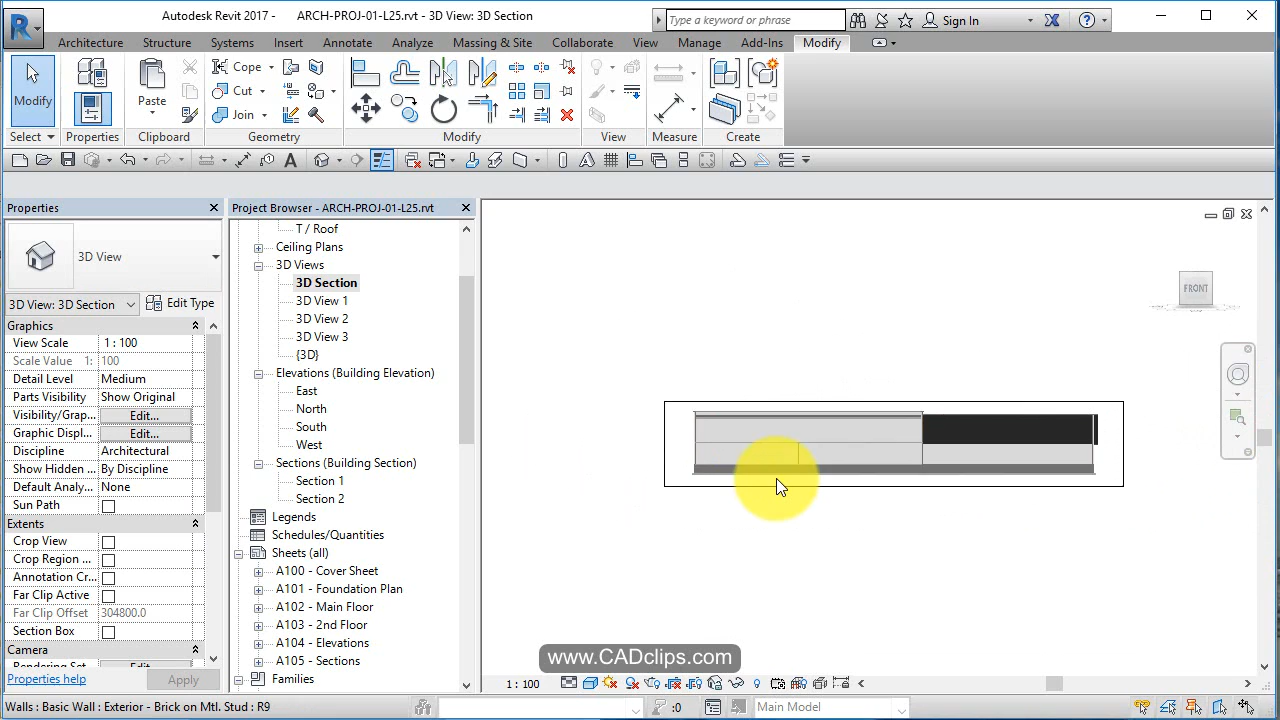 Autodesk Revit 2017 - ARCH-PROJ-01-L25.rvt - 3D View: 3D Section
Type a keyword or phrase
Sign In
Architecture Structure Systems Insert Annotate Analyze Massing & Site Collaborate View Manage Add-Ins Modify
Modify
Paste
Cope
Cut
Join
Select Properties Clipboard Geometry Modify View Measure Create
Properties
3D View
3D View: 3D Section
Edit Type
Graphics
View Scale 1 : 100
Scale Value 1: 100
Detail Level Medium
Parts Visibility Show Original
Visibility/Grap... Edit...
Graphic Displ... Edit...
Discipline Architectural
Show Hidden ... By Discipline
Default Analy... None
Sun Path
Extents
Crop View
Crop Region ...
Annotation Cr...
Far Clip Active
Far Clip Offset 304800.0
Section Box
Camera
Rendering Set... Edit...
Properties help
Apply
Project Browser - ARCH-PROJ-01-L25.rvt
T / Roof
Ceiling Plans
3D Views
3D Section
3D View 1
3D View 2
3D View 3
{3D}
Elevations (Building Elevation)
East
North
South
West
Sections (Building Section)
Section 1
Section 2
Legends
Schedules/Quantities
Sheets (all)
A100 - Cover Sheet
A101 - Foundation Plan
A102 - Main Floor
A103 - 2nd Floor
A104 - Elevations
A105 - Sections
Families
FRONT
www.CADclips.com
1 : 100
Walls : Basic Wall : Exterior - Brick on Mtl. Stud : R9
:0
Main Model